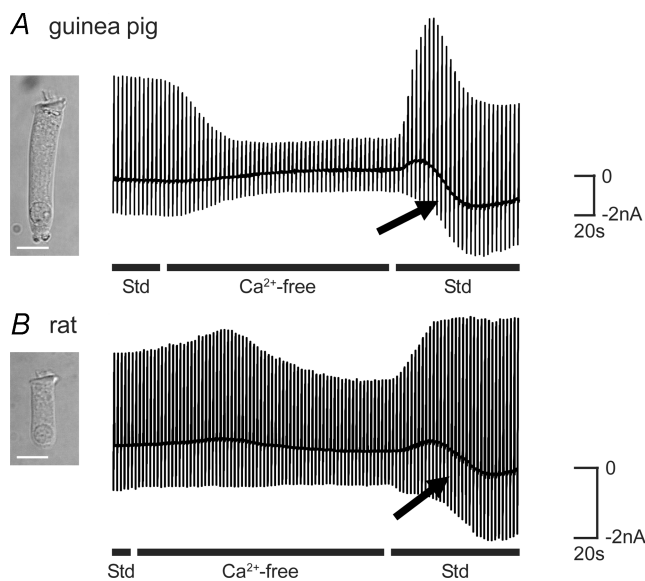 A guinea pig
0
-2nA
20s
Std Ca²⁺-free Std
B rat
0
-2nA
20s
Std Ca²⁺-free Std